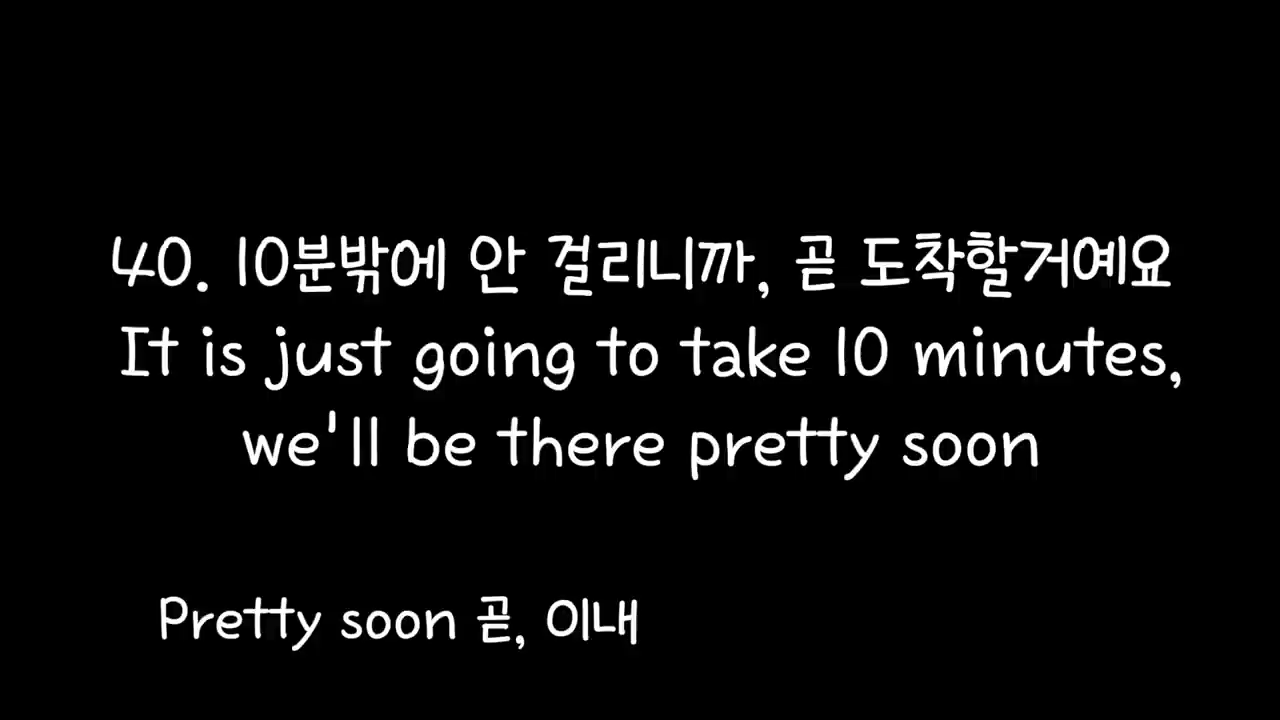 40. 10분밖에 안 걸리니까, 곧 도착할거예요
It is just going to take 10 minutes,
we'll be there pretty soon
Pretty soon 곧, 이내